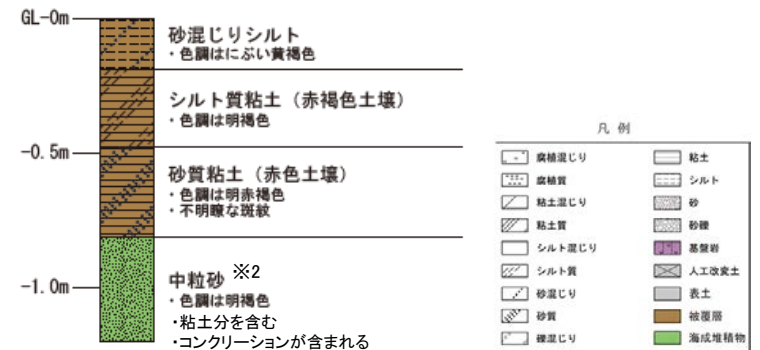 GL-0m
砂混じりシルト
・色調はにぶい黄褐色
シルト質粘土（赤褐色土壌）
・色調は明褐色
-0.5m
砂質粘土（赤色土壌）
・色調は明赤褐色
・不明瞭な斑紋
中粒砂 ※2
-1.0m
・色調は明褐色
・粘土分を含む
・コンクリーションが含まれる
凡 例
腐植混じり
腐植質
粘土混じり
粘土質
シルト混じり
シルト質
砂混じり
砂質
礫混じり
粘土
シルト
砂
砂礫
基盤岩
人工改変土
表土
被覆層
海成堆積物